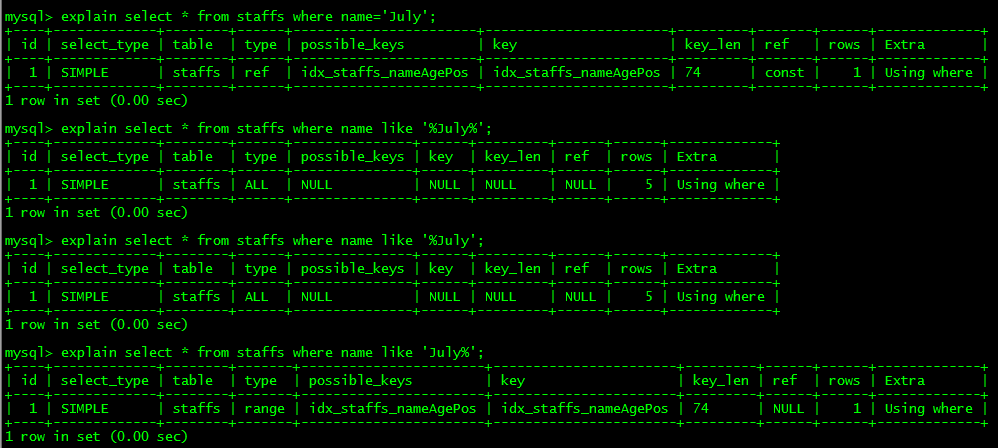 mysql> explain select * from staffs where name='July';
+----+-------------+--------+------+-----------------------+-----------------------+---------+-------+------+-------------+
| id | select_type | table  | type | possible_keys         | key                   | key_len | ref   | rows | Extra       |
+----+-------------+--------+------+-----------------------+-----------------------+---------+-------+------+-------------+
|  1 | SIMPLE      | staffs | ref  | idx_staffs_nameAgePos | idx_staffs_nameAgePos | 74      | const |    1 | Using where |
+----+-------------+--------+------+-----------------------+-----------------------+---------+-------+------+-------------+
1 row in set (0.00 sec)
mysql> explain select * from staffs where name like '%July%';
+----+-------------+--------+------+---------------+------+---------+------+------+-------------+
| id | select_type | table  | type | possible_keys | key  | key_len | ref  | rows | Extra       |
+----+-------------+--------+------+---------------+------+---------+------+------+-------------+
|  1 | SIMPLE      | staffs | ALL  | NULL          | NULL | NULL    | NULL |    5 | Using where |
+----+-------------+--------+------+---------------+------+---------+------+------+-------------+
1 row in set (0.00 sec)
mysql> explain select * from staffs where name like '%July';
+----+-------------+--------+------+---------------+------+---------+------+------+-------------+
| id | select_type | table  | type | possible_keys | key  | key_len | ref  | rows | Extra       |
+----+-------------+--------+------+---------------+------+---------+------+------+-------------+
|  1 | SIMPLE      | staffs | ALL  | NULL          | NULL | NULL    | NULL |    5 | Using where |
+----+-------------+--------+------+---------------+------+---------+------+------+-------------+
1 row in set (0.00 sec)
mysql> explain select * from staffs where name like 'July%';
+----+-------------+--------+-------+-----------------------+-----------------------+---------+------+------+-------------+
| id | select_type | table  | type  | possible_keys         | key                   | key_len | ref  | rows | Extra       |
+----+-------------+--------+-------+-----------------------+-----------------------+---------+------+------+-------------+
|  1 | SIMPLE      | staffs | range | idx_staffs_nameAgePos | idx_staffs_nameAgePos | 74      | NULL |    1 | Using where |
+----+-------------+--------+-------+-----------------------+-----------------------+---------+------+------+-------------+
1 row in set (0.00 sec)